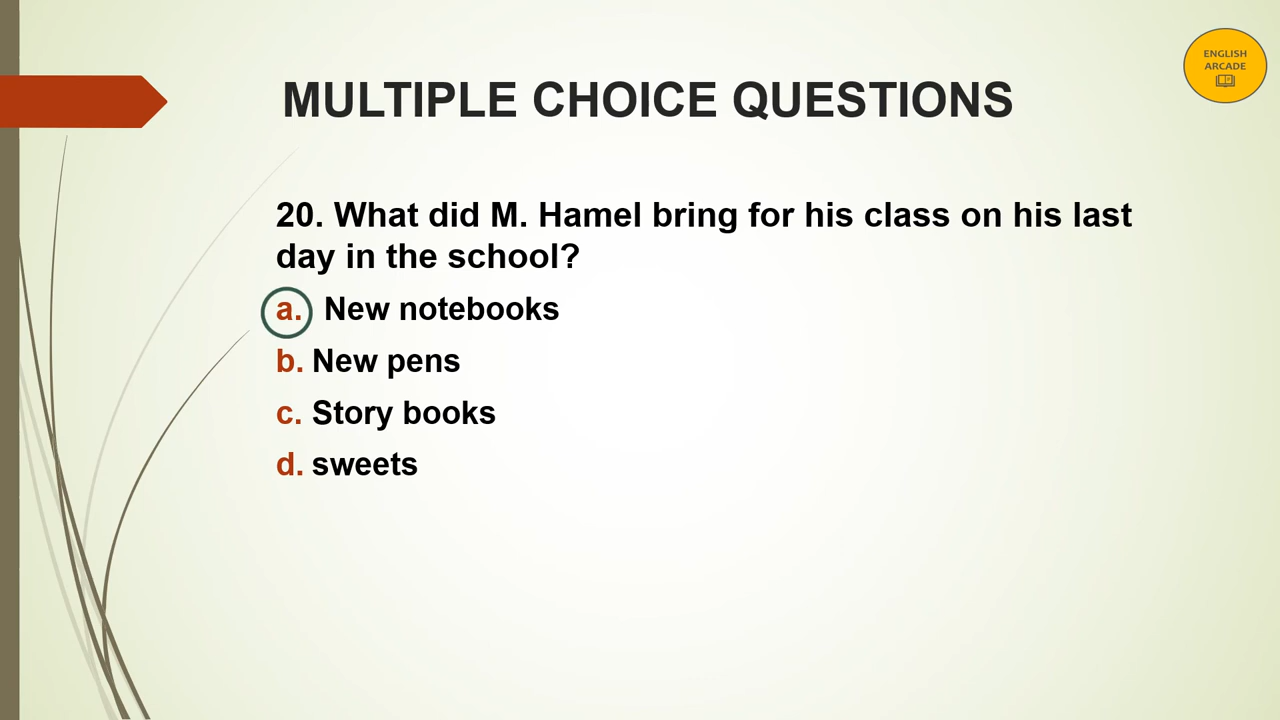 ENGLISH
ARCADE
MULTIPLE CHOICE QUESTIONS
20. What did M. Hamel bring for his class on his last
day in the school?
a. New notebooks
b. New pens
c. Story books
d. sweets